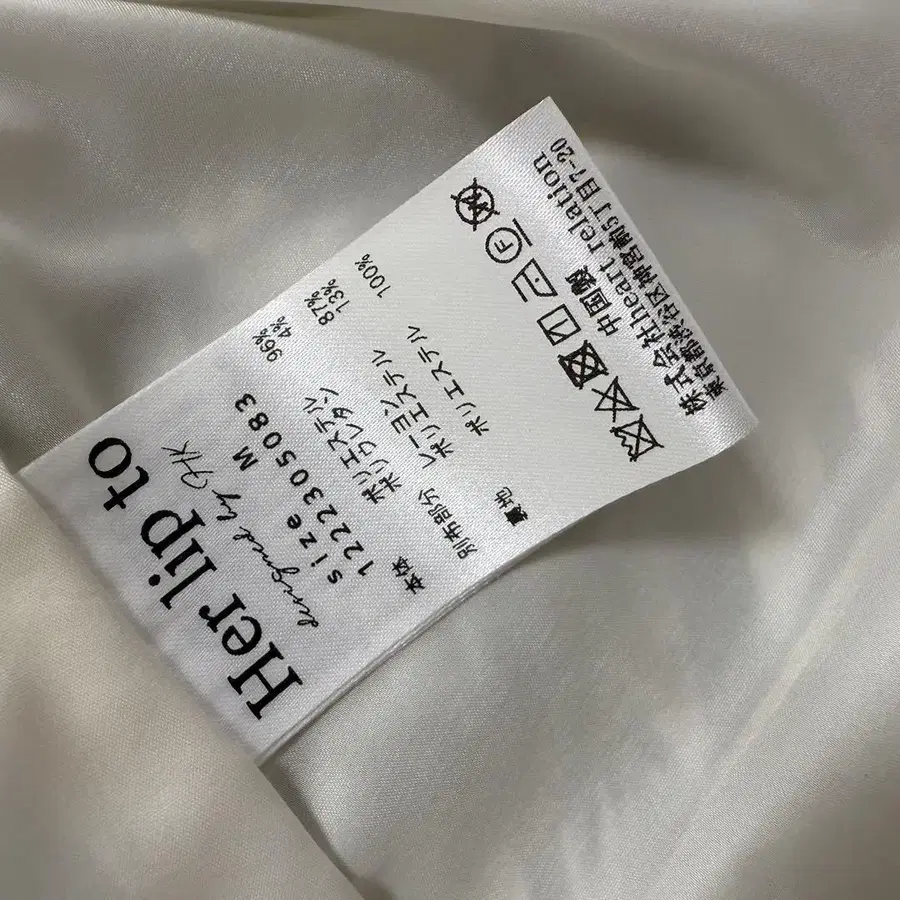 Her lip to
designed by HK
size M
1222305083
本体 ポリエステル 96%
ポリウレタン 4%
別布部分 レーヨン 87%
ポリエステル 13%
裏地 ポリエステル 100%
中国製
株式会社heart relation
東京都渋谷区神宮前5丁目7-20